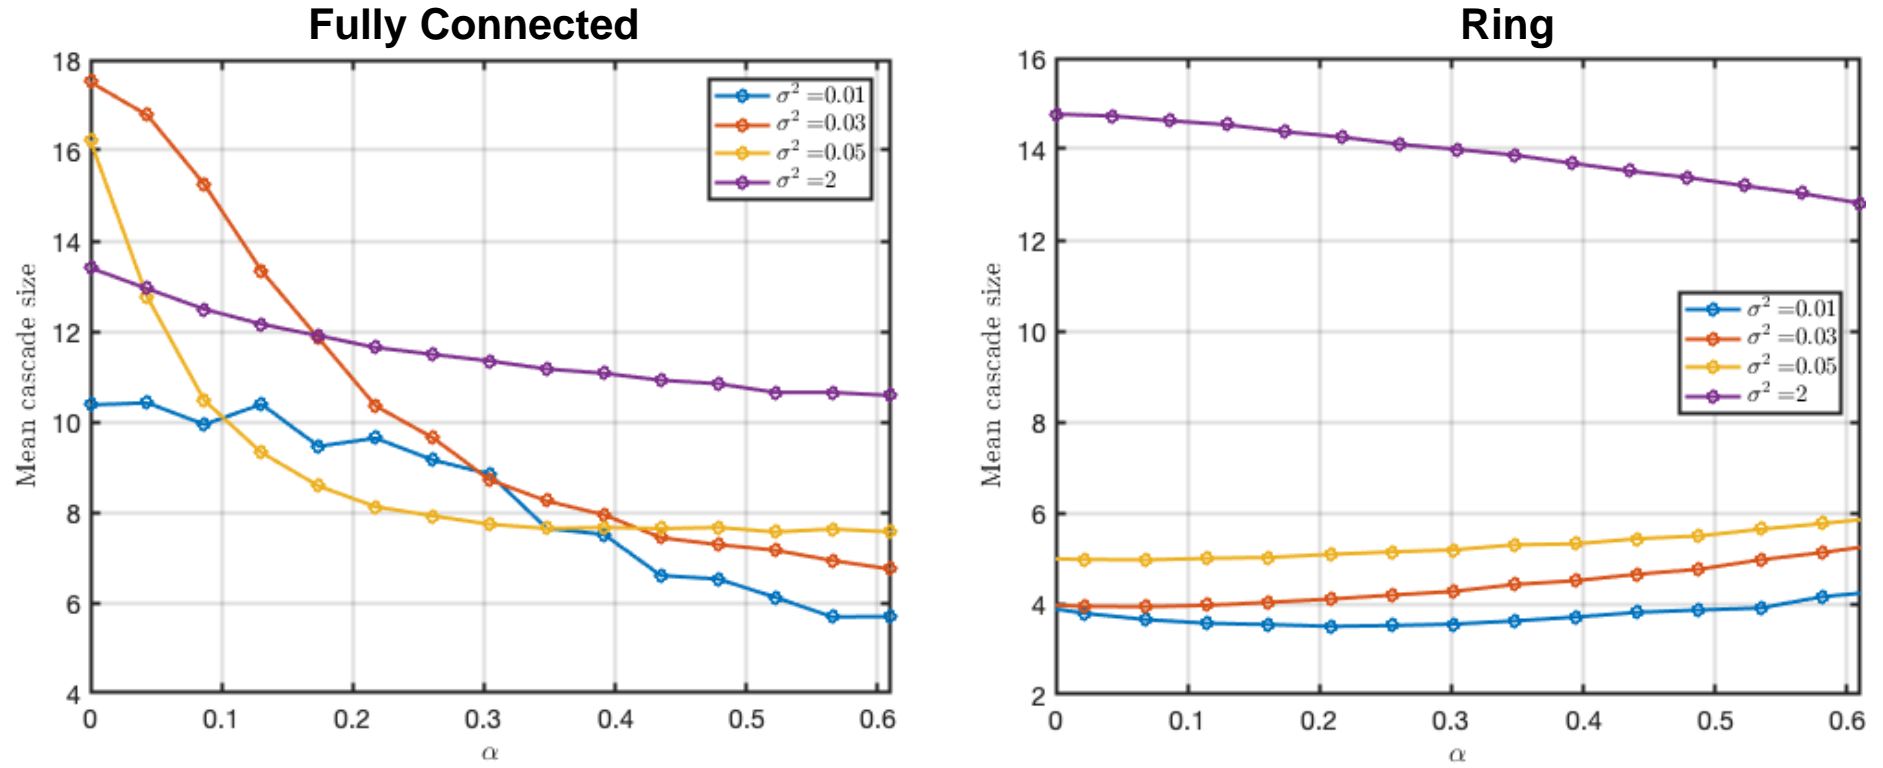 Fully Connected
18
16
14
12
10
8
6
4
0 0.1 0.2 0.3 0.4 0.5 0.6
Mean cascade size
α
σ² =0.01
σ² =0.03
σ² =0.05
σ² =2
Ring
16
14
12
10
8
6
4
2
0 0.1 0.2 0.3 0.4 0.5 0.6
Mean cascade size
α
σ² =0.01
σ² =0.03
σ² =0.05
σ² =2